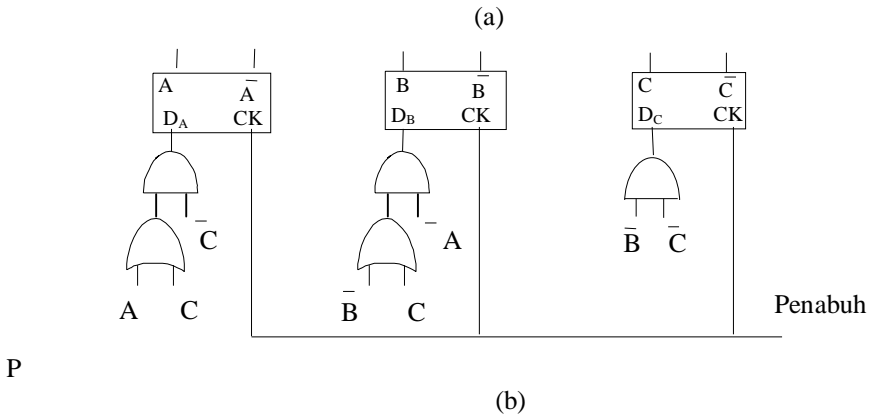 (a)
A A̅ B B̅ C C̅
D_A CK D_B CK D_C CK
C̅ A̅ B̅ C̅
A C B̅ C Penabuh
P
(b)